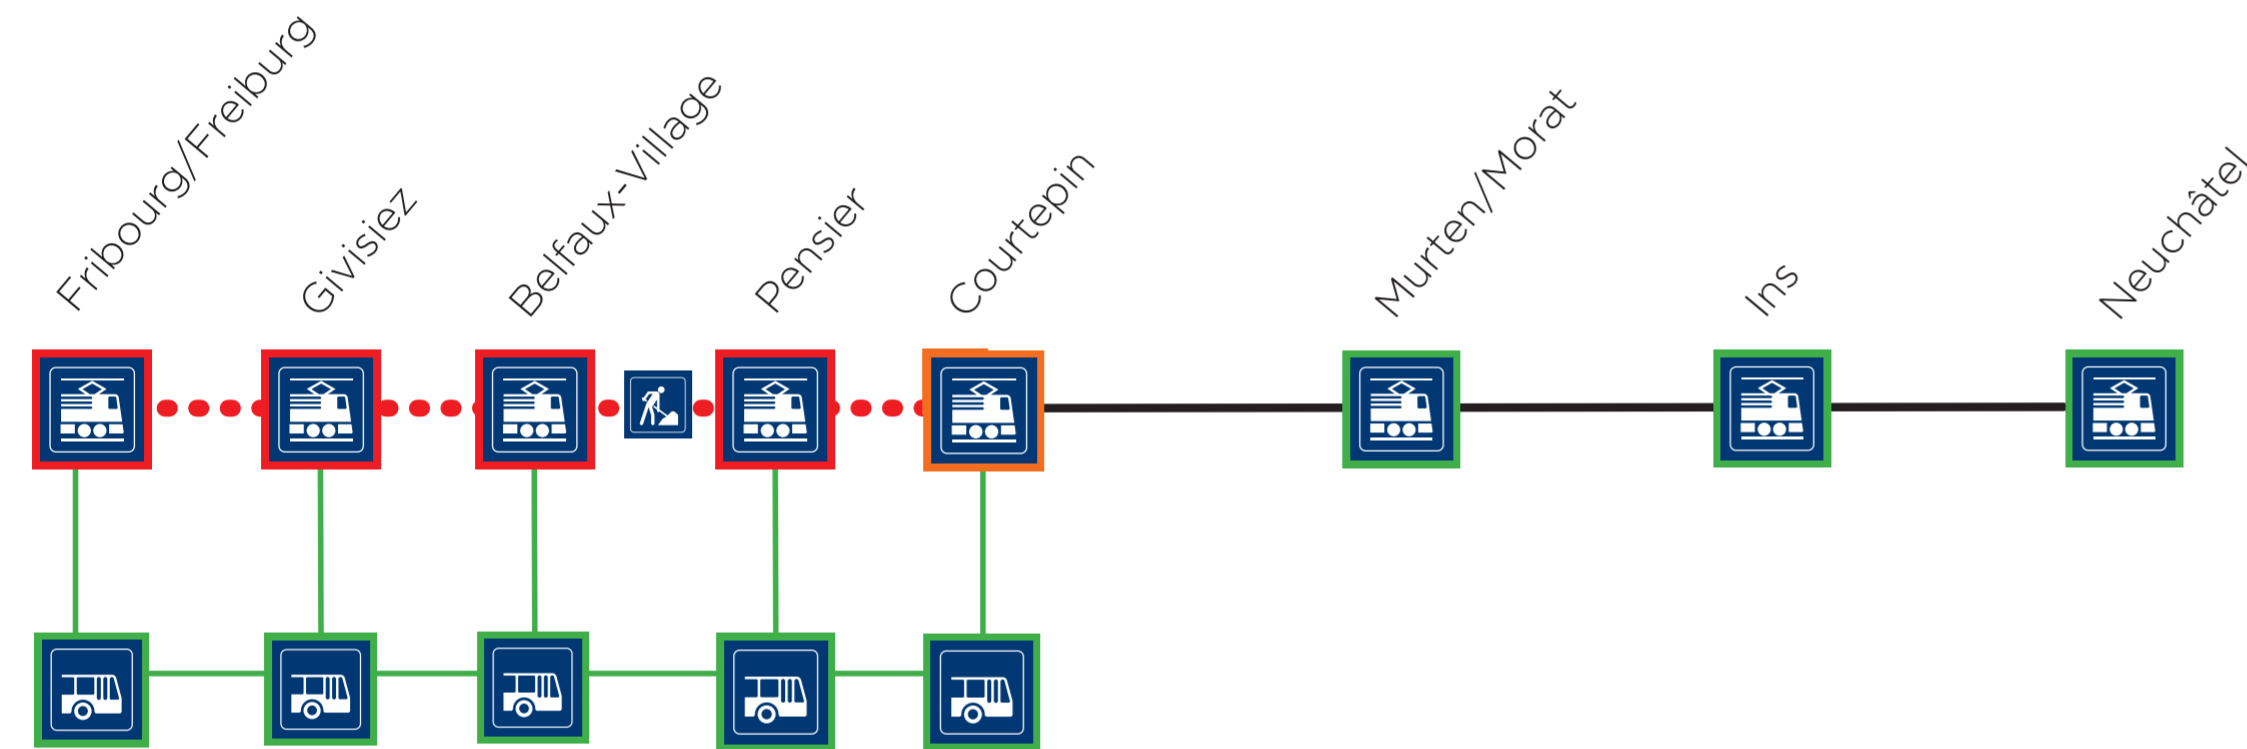 Fribourg/Freiburg
Givisiez
Belfaux-Village
Pensier
Courtepin
Murten/Morat
Ins
Neuchâtel